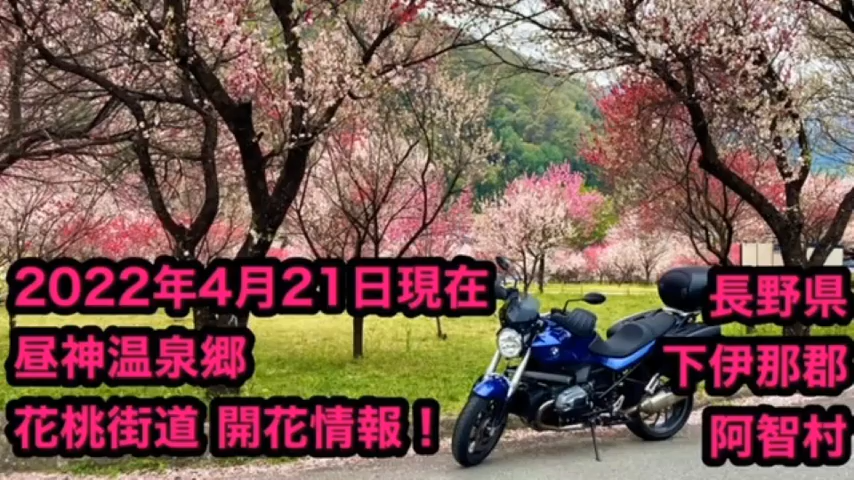 2022年4月21日現在
昼神温泉郷
花桃街道 開花情報！
長野県
下伊那郡
阿智村